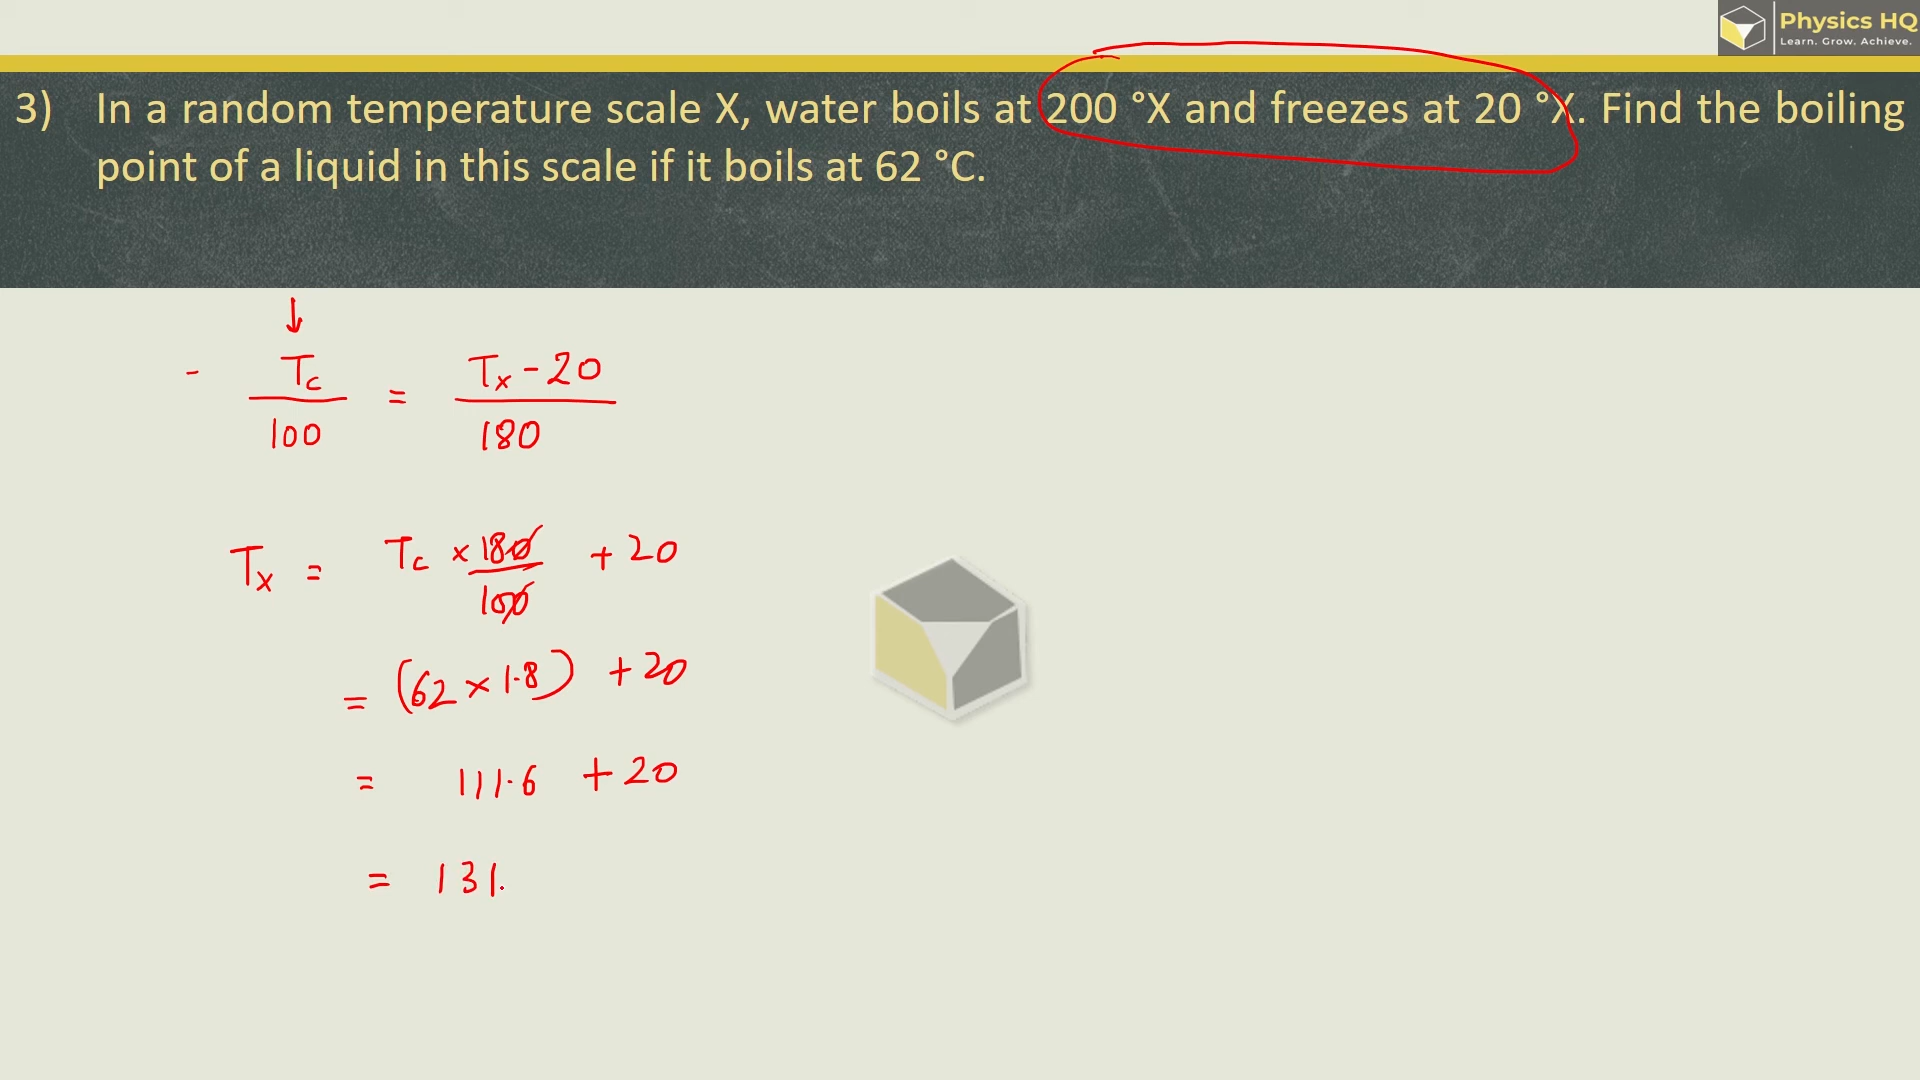 Physics HQ
Learn. Grow. Achieve.
3) In a random temperature scale X, water boils at 200 °X and freezes at 20 °X. Find the boiling
point of a liquid in this scale if it boils at 62 °C.
↓
- Tc/100 = Tx - 20/180
Tx = Tc × 180/100 + 20
= (62 × 1.8) + 20
= 111.6 + 20
= 131.